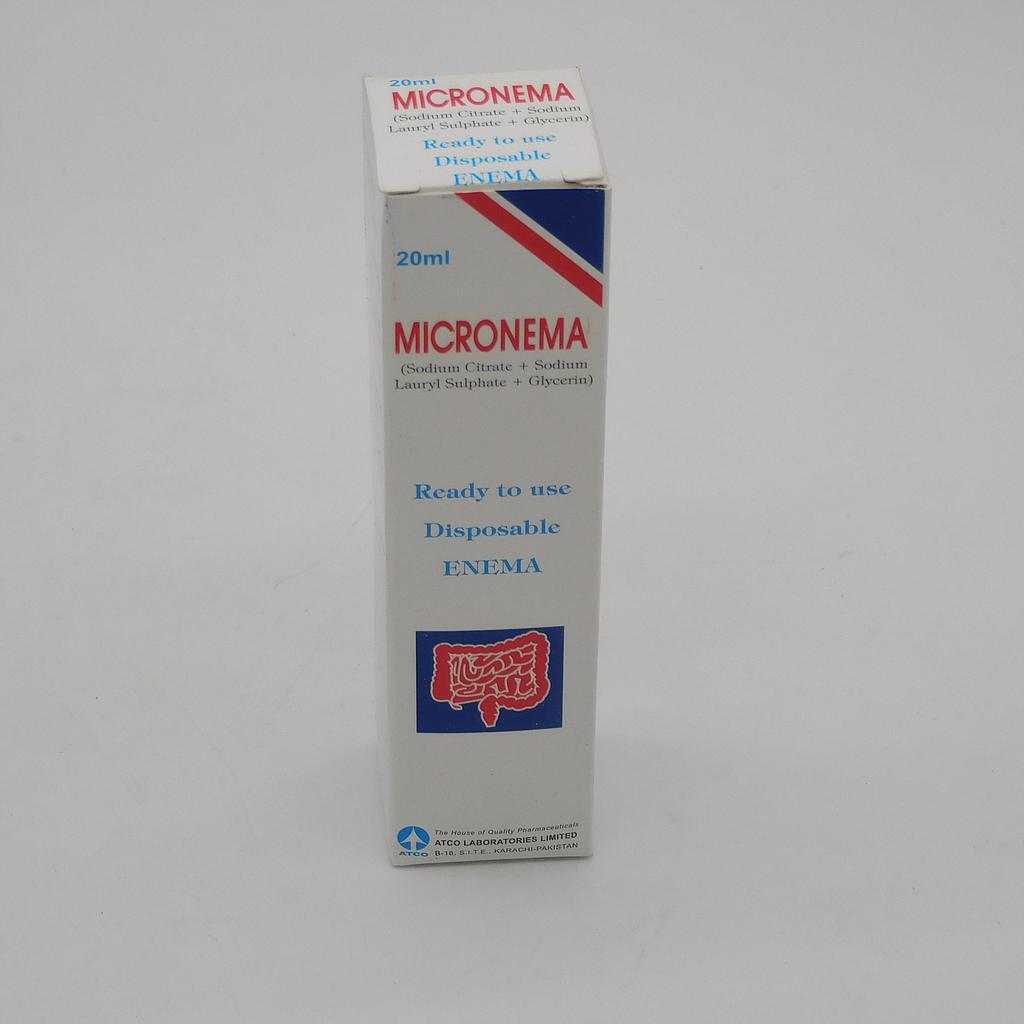 20ml
MICRONEMA
(Sodium Citrate + Sodium
Lauryl Sulphate + Glycerin)
Ready to use
Disposable
ENEMA
20ml
MICRONEMA
(Sodium Citrate + Sodium
Lauryl Sulphate + Glycerin)
Ready to use
Disposable
ENEMA
ATCO
The House of Quality Pharmaceuticals
ATCO LABORATORIES LIMITED
B-18, S.I.T.E., KARACHI-PAKISTAN